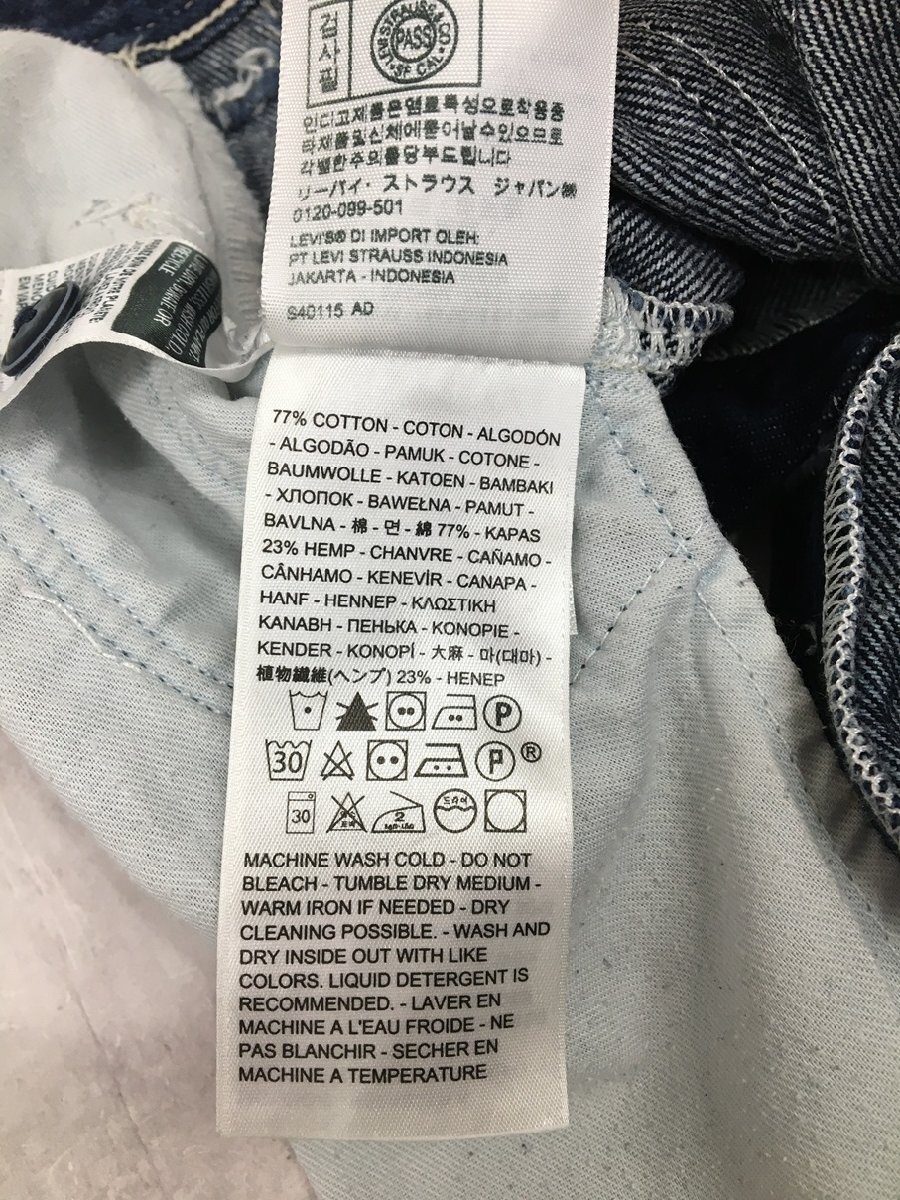 검사필
LEVI STRAUSS & CO
PASS
S.F. CAL.
인디고제품은염료특성으로착용중
타제품및신체에묻어날수있으므로
각별한주의를당부드립니다
リーバイ・ストラウス ジャパン㈱
0120-099-501
LEVI'S® DI IMPORT OLEH:
PT LEVI STRAUSS INDONESIA
JAKARTA - INDONESIA
S40115 AD
77% COTTON - COTON - ALGODÓN
- ALGODÃO - PAMUK - COTONE -
BAUMWOLLE - KATOEN - BAMBAKI
- ХЛОПОК - BAWEŁNA - PAMUT -
BAVLNA - 棉 - 면 - 綿 77% - KAPAS
23% HEMP - CHANVRE - CAÑAMO -
CÂNHAMO - KENEVİR - CANAPA -
HANF - HENNEP - ΚΛΩΣΤΙΚΗ
ΚΑΝΑΒΗ - ПЕНЬКА - KONOPIE -
KENDER - KONOPÍ - 大麻 - 마(대마) -
植物繊維(ヘンプ) 23% - HENEP
P
30 P ®
30 2 드라이
MACHINE WASH COLD - DO NOT
BLEACH - TUMBLE DRY MEDIUM -
WARM IRON IF NEEDED - DRY
CLEANING POSSIBLE. - WASH AND
DRY INSIDE OUT WITH LIKE
COLORS. LIQUID DETERGENT IS
RECOMMENDED. - LAVER EN
MACHINE A L'EAU FROIDE - NE
PAS BLANCHIR - SECHER EN
MACHINE A TEMPERATURE